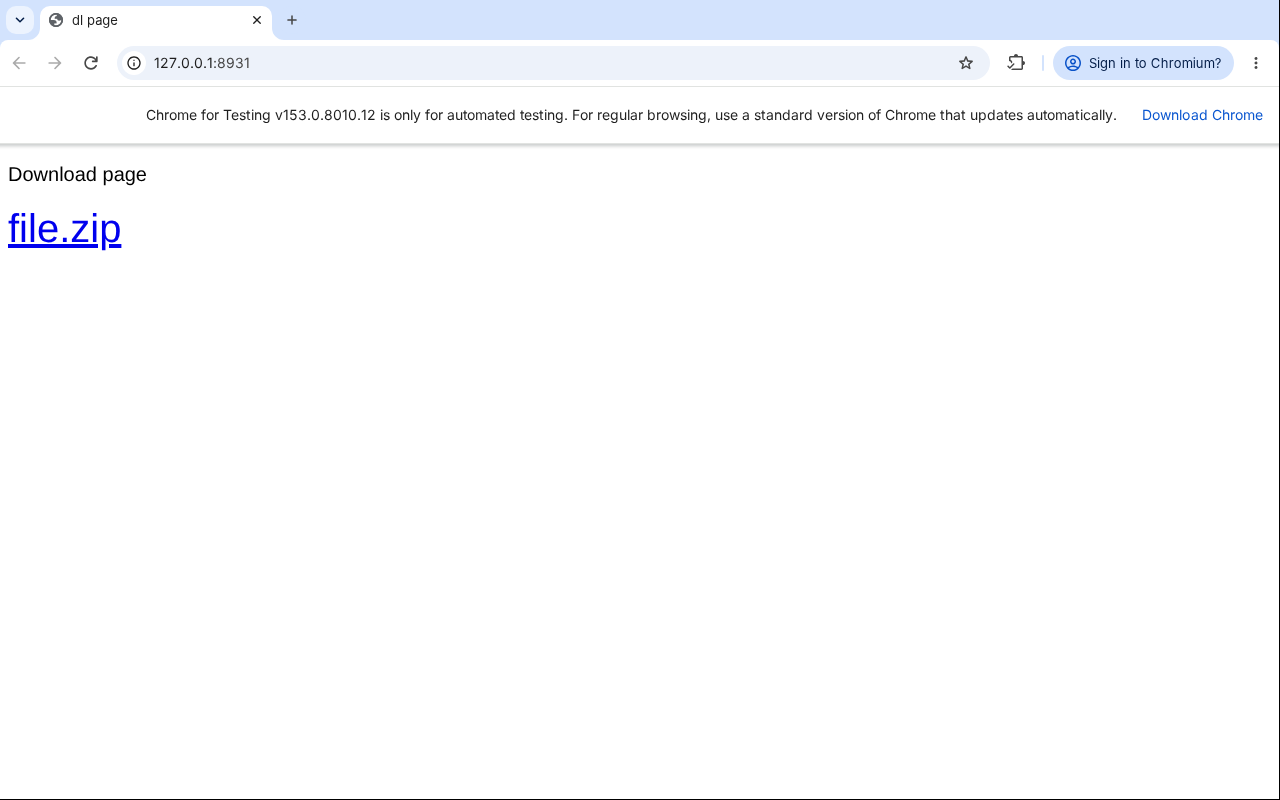 dl page
127.0.0.1:8931
Sign in to Chromium?
Chrome for Testing v153.0.8010.12 is only for automated testing. For regular browsing, use a standard version of Chrome that updates automatically.
Download Chrome
Download page
file.zip